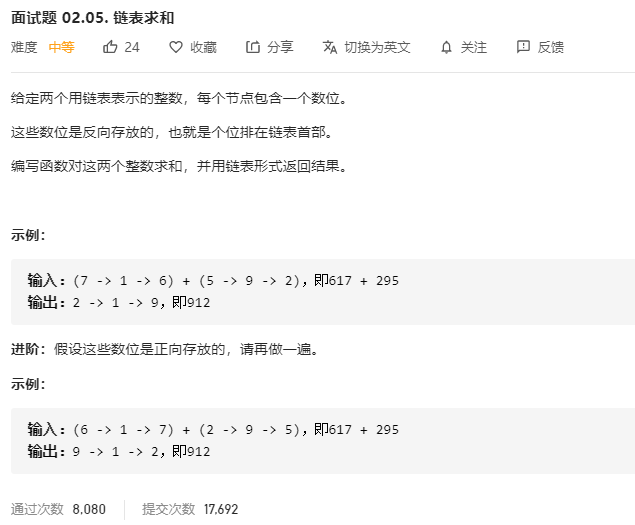 面试题 02.05. 链表求和
难度 中等 24 收藏 分享 切换为英文 关注 反馈
给定两个用链表表示的整数，每个节点包含一个数位。
这些数位是反向存放的，也就是个位排在链表首部。
编写函数对这两个整数求和，并用链表形式返回结果。
示例：
输入：(7 -> 1 -> 6) + (5 -> 9 -> 2)，即617 + 295
输出：2 -> 1 -> 9，即912
进阶：假设这些数位是正向存放的，请再做一遍。
示例：
输入：(6 -> 1 -> 7) + (2 -> 9 -> 5)，即617 + 295
输出：9 -> 1 -> 2，即912
通过次数 8,080 提交次数 17,692